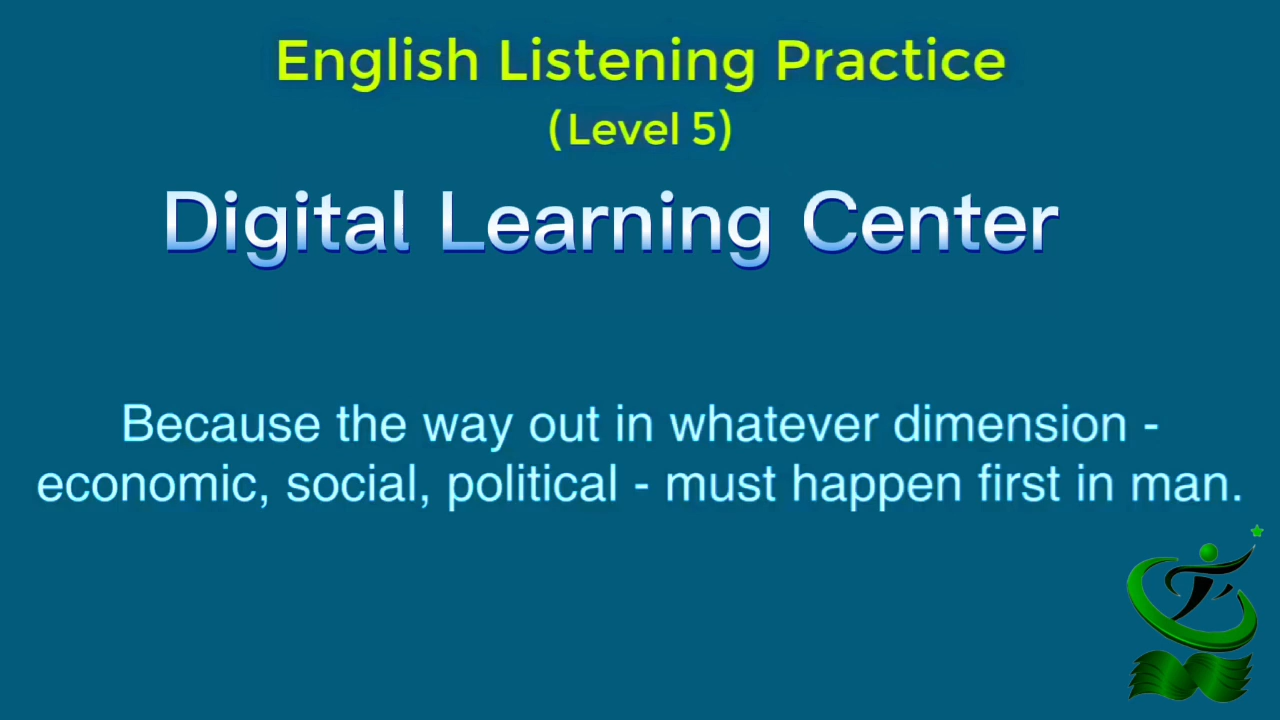 English Listening Practice
(Level 5)
Digital Learning Center
Because the way out in whatever dimension -
economic, social, political - must happen first in man.